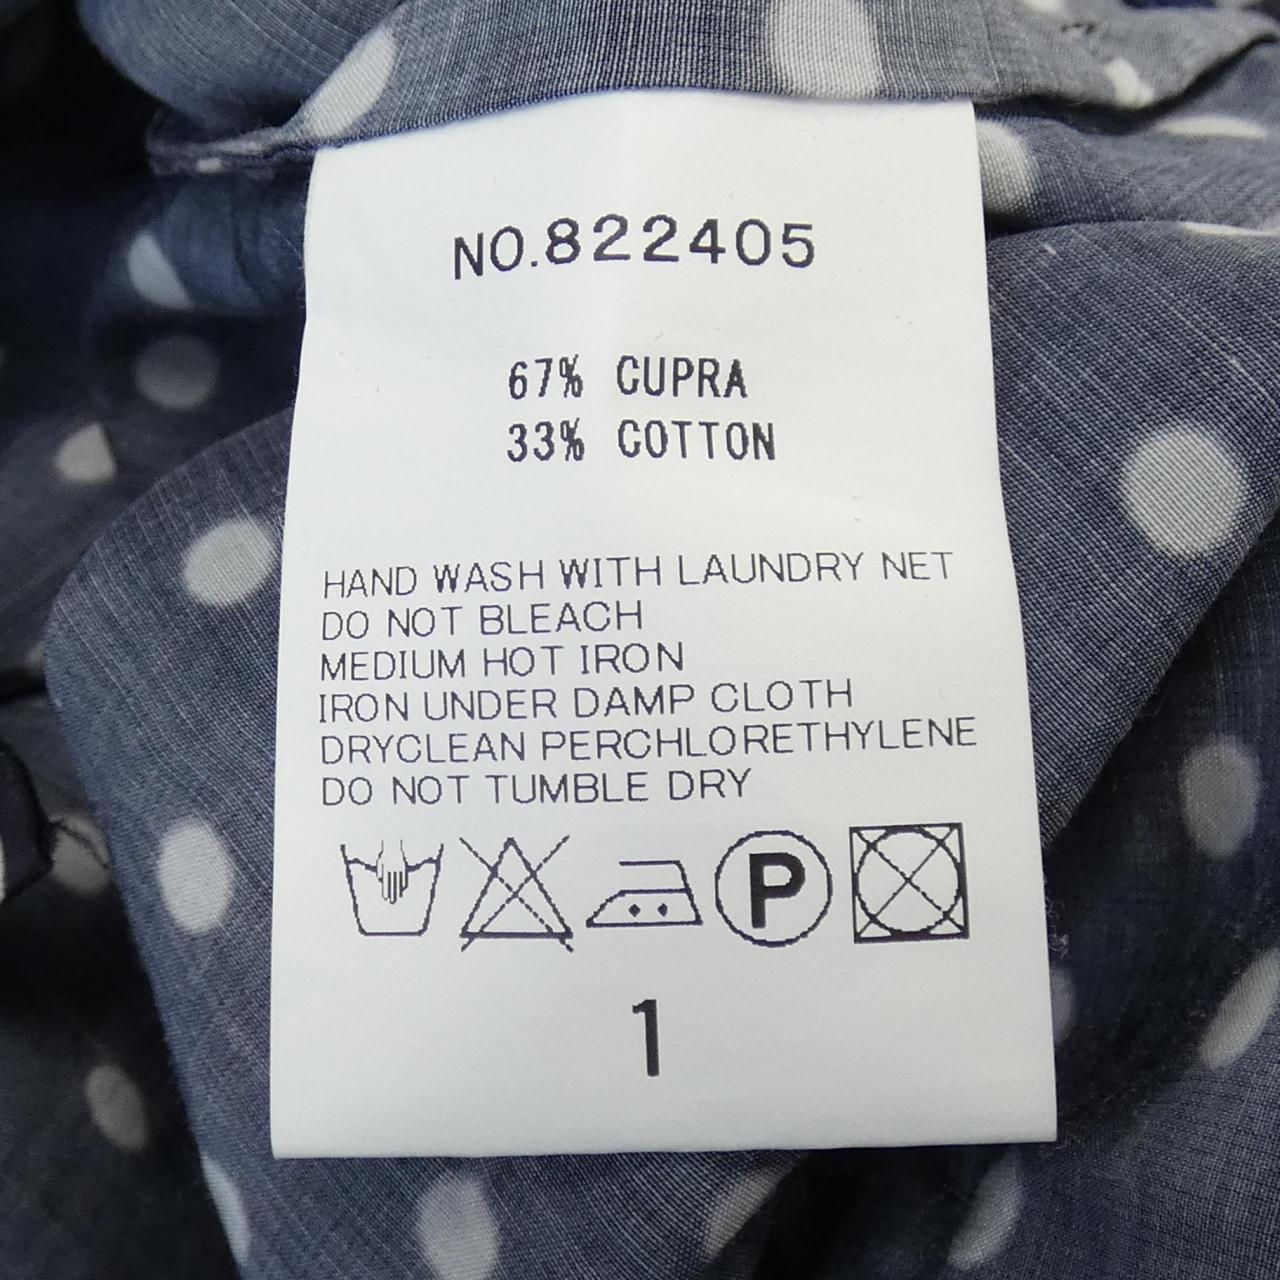 NO.822405
67% CUPRA
33% COTTON
HAND WASH WITH LAUNDRY NET
DO NOT BLEACH
MEDIUM HOT IRON
IRON UNDER DAMP CLOTH
DRYCLEAN PERCHLORETHYLENE
DO NOT TUMBLE DRY
P
1